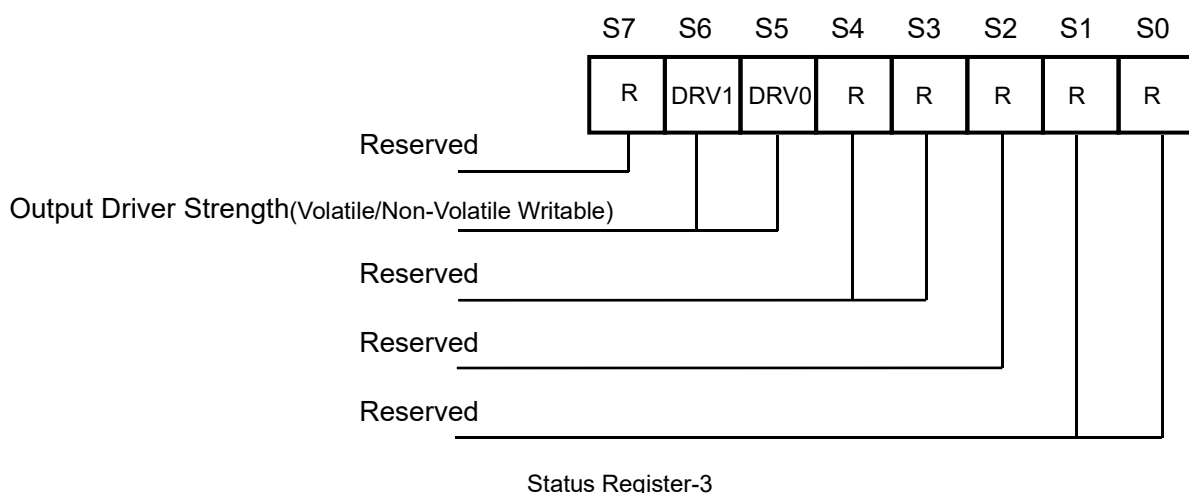 S7 S6 S5 S4 S3 S2 S1 S0
R DRV1 DRV0 R R R R R
Reserved
Output Driver Strength(Volatile/Non-Volatile Writable)
Reserved
Reserved
Reserved
Status Register-3